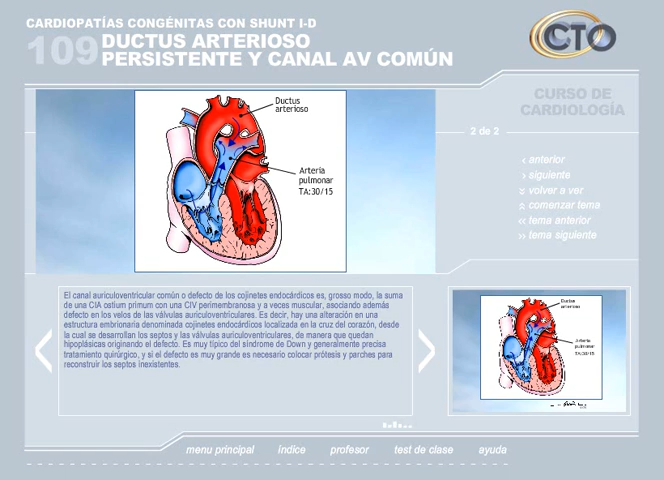 CARDIOPATÍAS CONGÉNITAS CON SHUNT I-D
109 DUCTUS ARTERIOSO
PERSISTENTE Y CANAL AV COMÚN
CTO
CURSO DE
CARDIOLOGÍA
2 de 2
‹ anterior
› siguiente
volver a ver
comenzar tema
‹‹ tema anterior
›› tema siguiente
Ductus
arterioso
Arteria
pulmonar
TA:30/15
El canal auriculoventricular común o defecto de los cojinetes endocárdicos es, grosso modo, la suma
de una CIA ostium primum con una CIV perimembranosa y a veces muscular, asociando además
defecto en los velos de las válvulas auriculoventriculares. Es decir, hay una alteración en una
estructura embrionaria denominada cojinetes endocárdicos localizada en la cruz del corazón, desde
la cual se desarrollan los septos y las válvulas auriculoventriculares, de manera que quedan
hipoplásicas originando el defecto. Es muy típico del síndrome de Down y generalmente precisa
tratamiento quirúrgico, y si el defecto es muy grande es necesario colocar prótesis y parches para
reconstruir los septos inexistentes.
Ductus
arterioso
Arteria
pulmonar
TA:30/15
menu principal índice profesor test de clase ayuda